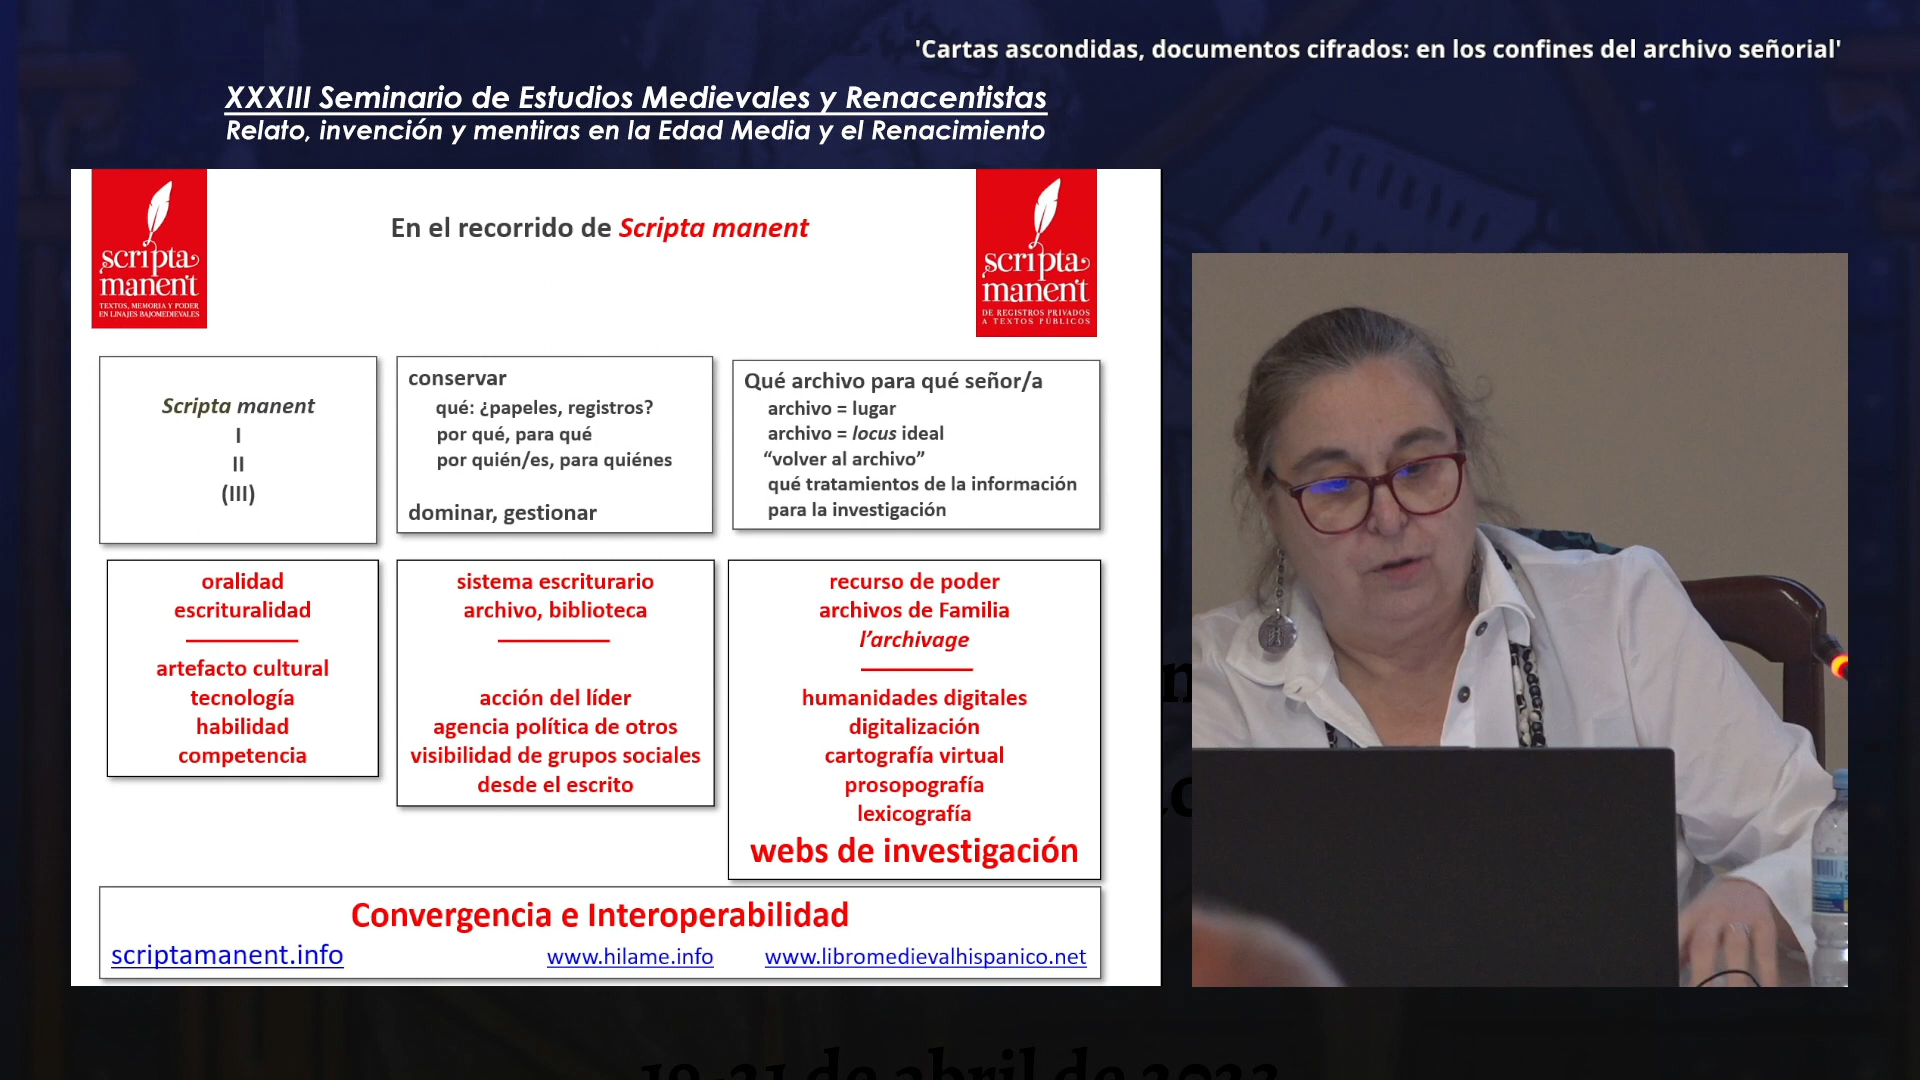 'Cartas ascondidas, documentos cifrados: en los confines del archivo señorial'
XXXIII Seminario de Estudios Medievales y Renacentistas
Relato, invención y mentiras en la Edad Media y el Renacimiento
scripta
manent
TEXTOS, MEMORIA Y PODER
EN LINAJES BAJOMEDIEVALES
En el recorrido de Scripta manent
scripta
manent
DE REGISTROS PRIVADOS
A TEXTOS PÚBLICOS
Scripta manent
I
II
(III)
conservar
qué: ¿papeles, registros?
por qué, para qué
por quién/es, para quiénes
dominar, gestionar
Qué archivo para qué señor/a
archivo = lugar
archivo = locus ideal
“volver al archivo”
qué tratamientos de la información
para la investigación
oralidad
escrituralidad
artefacto cultural
tecnología
habilidad
competencia
sistema escriturario
archivo, biblioteca
acción del líder
agencia política de otros
visibilidad de grupos sociales
desde el escrito
recurso de poder
archivos de Familia
l’archivage
humanidades digitales
digitalización
cartografía virtual
prosopografía
lexicografía
webs de investigación
Convergencia e Interoperabilidad
scriptamanent.info www.hilame.info www.libromedievalhispanico.net
19-21 de abril de 2023